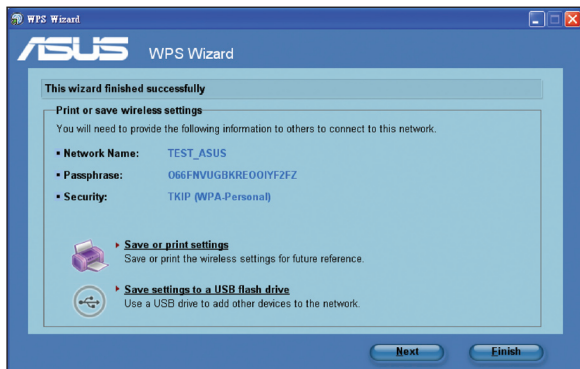 WPS Wizard
ASUS WPS Wizard
This wizard finished successfully
Print or save wireless settings
You will need to provide the following information to others to connect to this network.
Network Name: TEST_ASUS
Passphrase: O66FNVUGBKREOOIYF2FZ
Security: TKIP (WPA-Personal)
Save or print settings
Save or print the wireless settings for future reference.
Save settings to a USB flash drive
Use a USB drive to add other devices to the network.
Next Finish